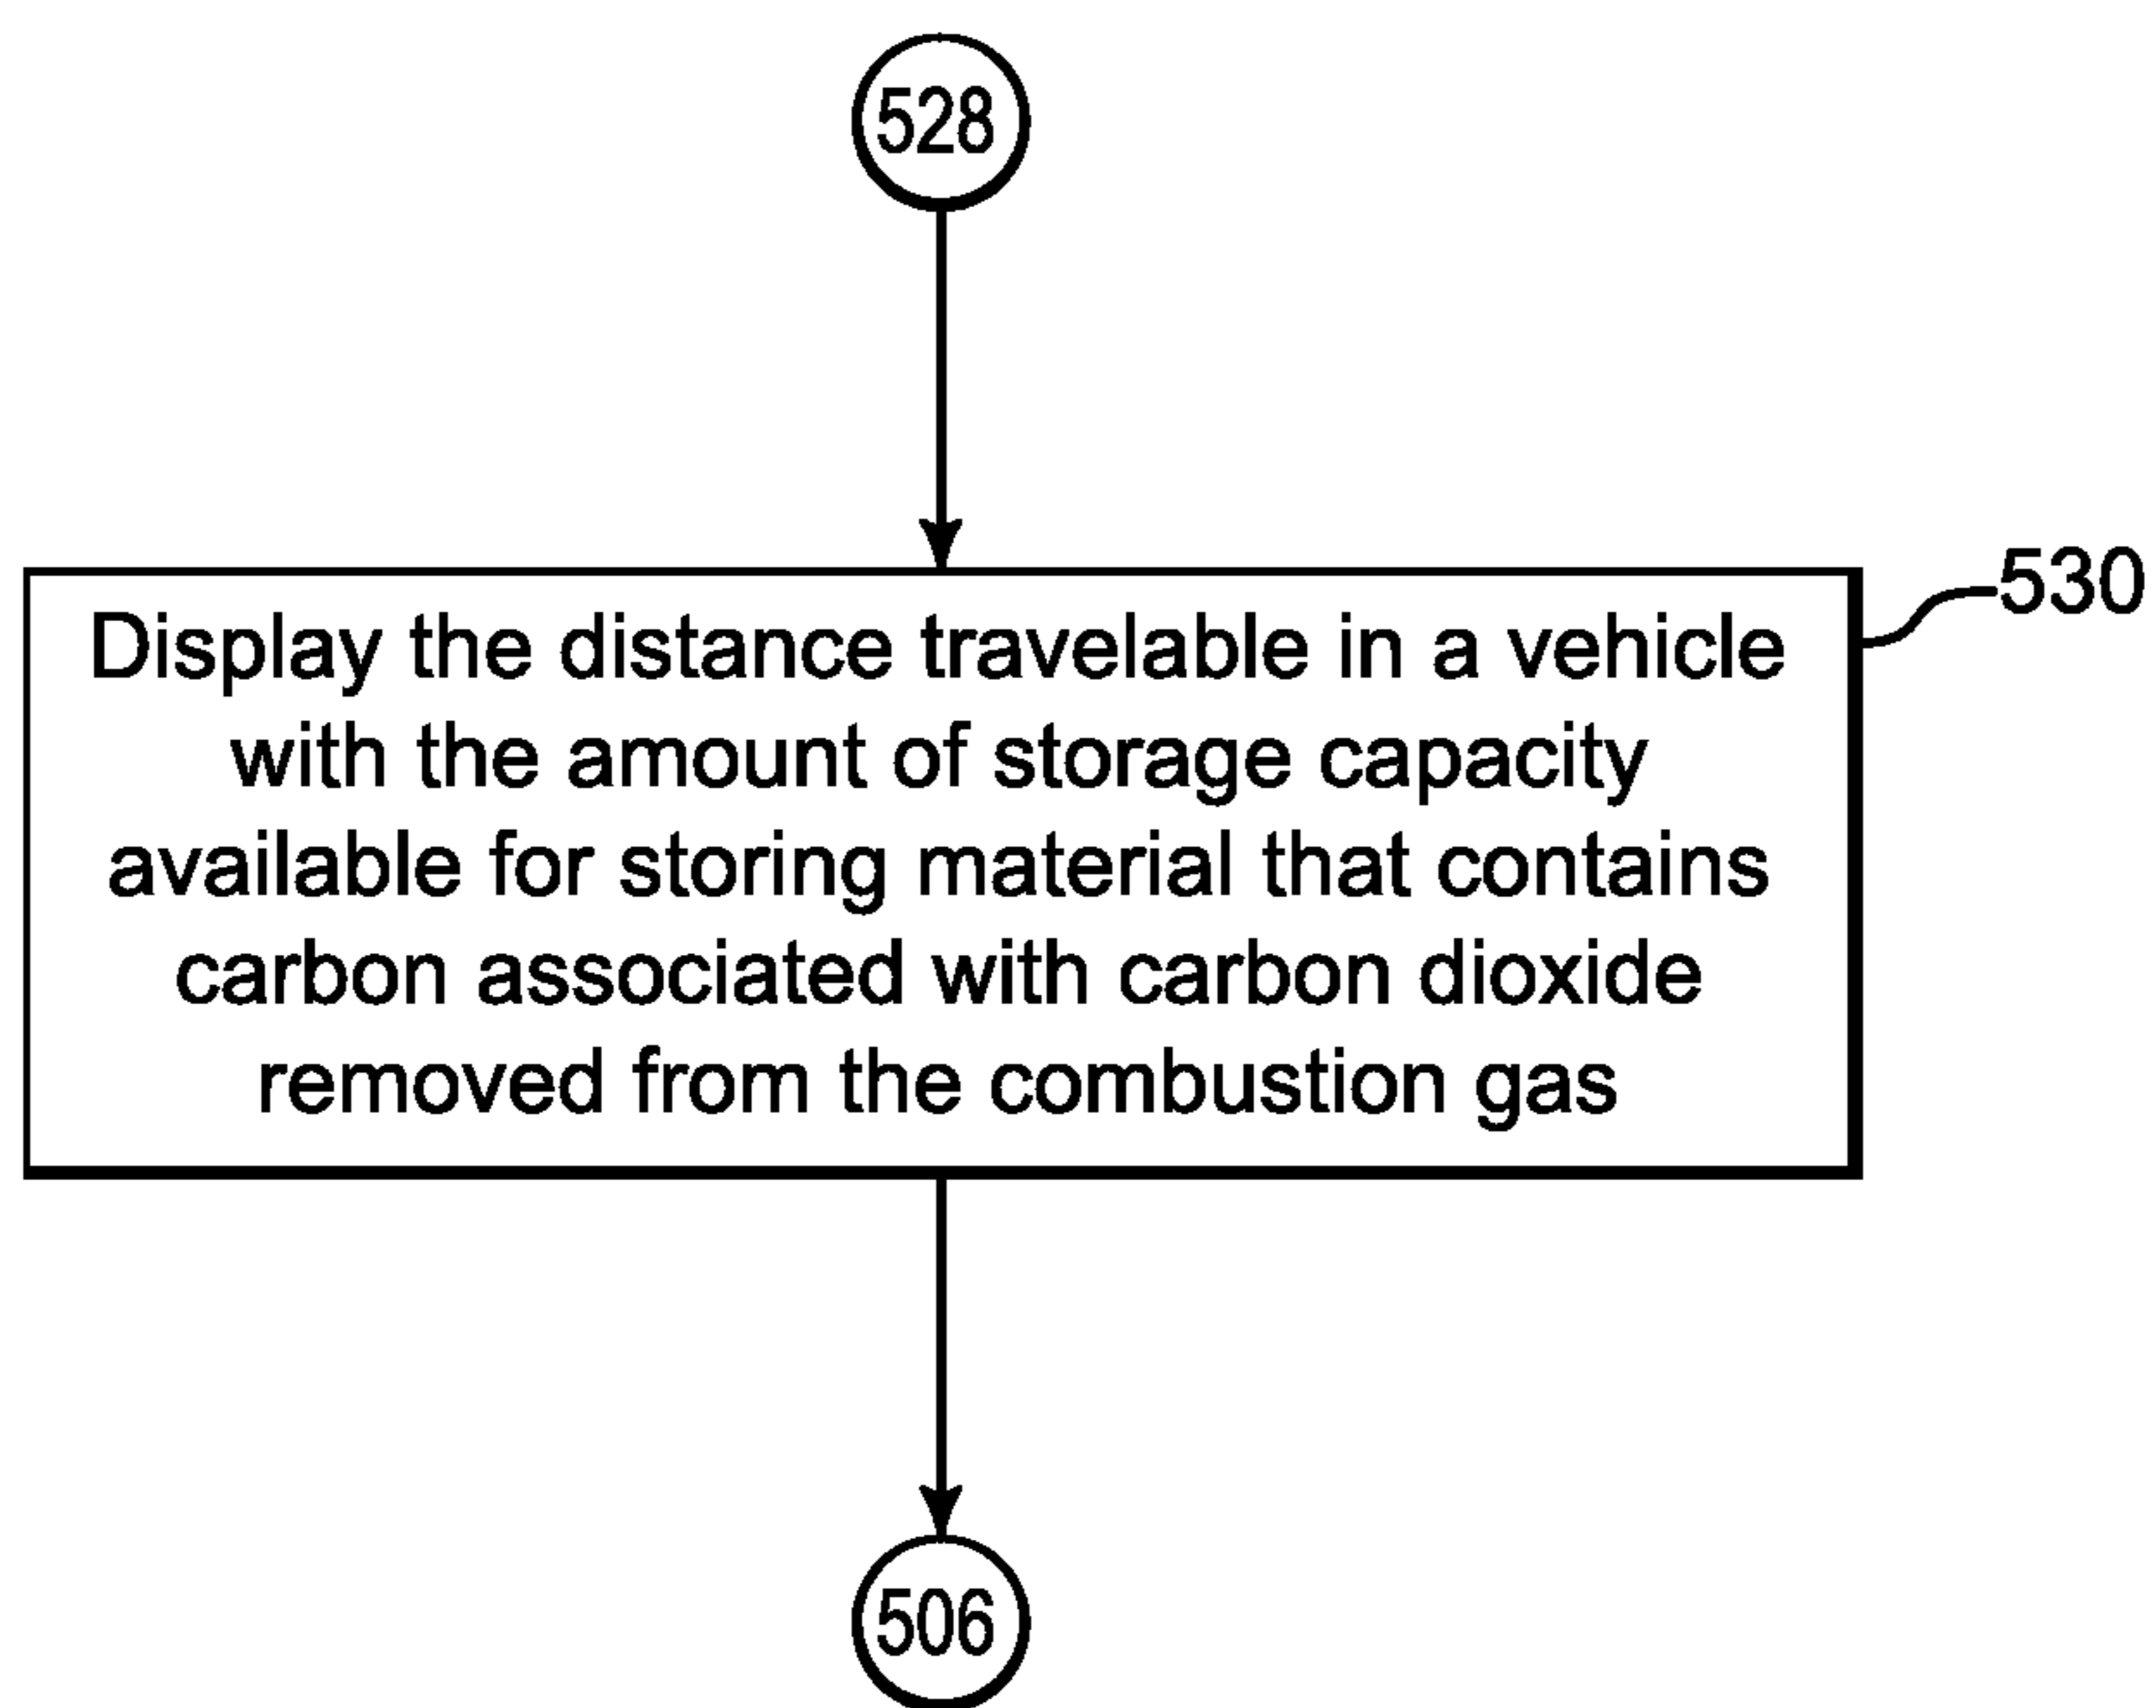 528
530
Display the distance travelable in a vehicle
with the amount of storage capacity
available for storing material that contains
carbon associated with carbon dioxide
removed from the combustion gas
506